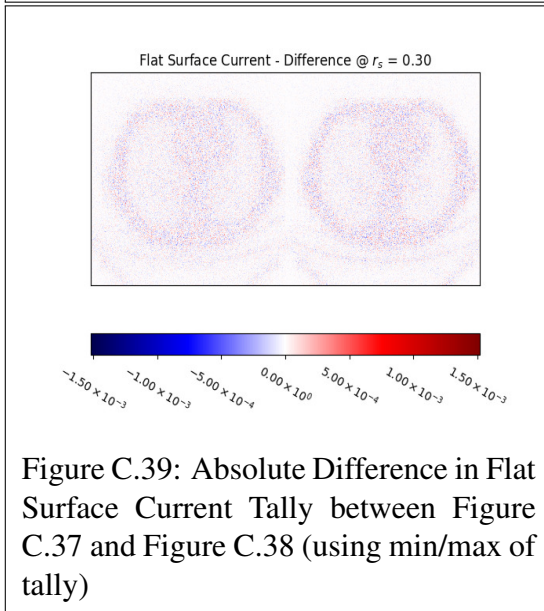 Flat Surface Current - Difference @ r_s = 0.30
−1.50 × 10⁻³
−1.00 × 10⁻³
−5.00 × 10⁻⁴
0.00 × 10⁰
5.00 × 10⁻⁴
1.00 × 10⁻³
1.50 × 10⁻³
Figure C.39: Absolute Difference in Flat
Surface Current Tally between Figure
C.37 and Figure C.38 (using min/max of
tally)